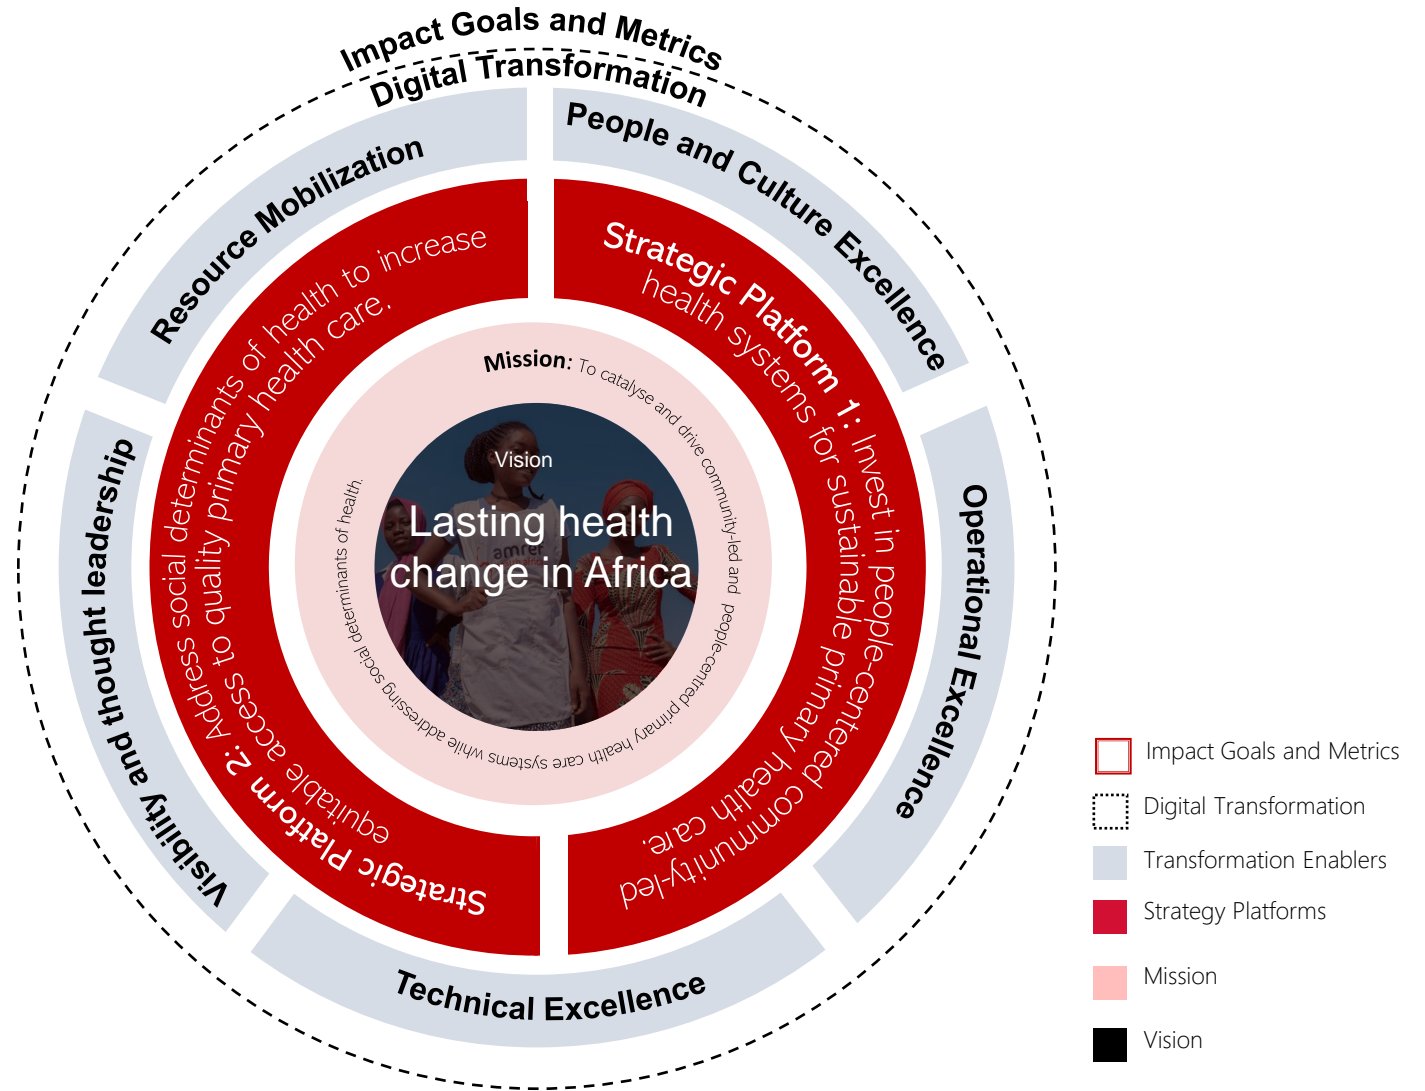 Impact Goals and Metrics
Digital Transformation
Resource Mobilization
People and Culture Excellence
Operational Excellence
Technical Excellence
Visibility and thought leadership
Strategic Platform 1: Invest in people-centered community-led
health systems for sustainable primary health care.
Strategic Platform 2: Address social determinants of health to increase
equitable access to quality primary health care.
Mission: To catalyse and drive community-led and people-centred primary health care systems while addressing social determinants of health.
Vision
Lasting health
change in Africa
amref
Impact Goals and Metrics
Digital Transformation
Transformation Enablers
Strategy Platforms
Mission
Vision